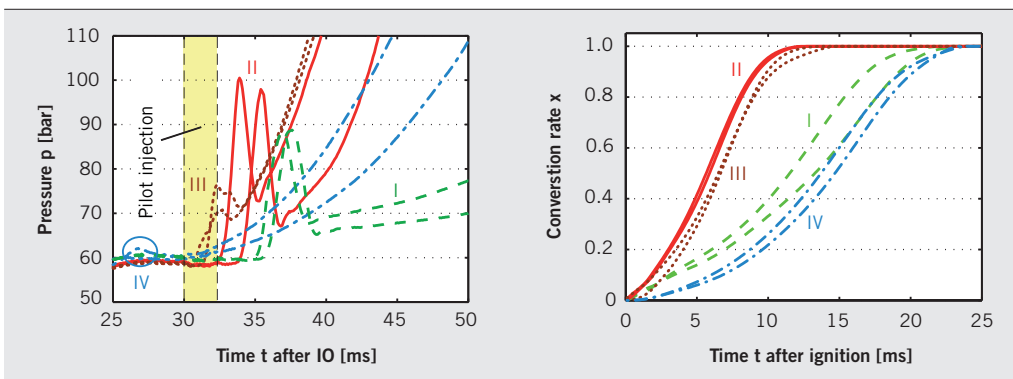 110
100
90
80
70
60
50
Pressure p [bar]
Pilot injection
II
III
I
IV
25 30 35 40 45 50
Time t after IO [ms]
1.0
0.8
0.6
0.4
0.2
0
Converstion rate x
II
I
III
IV
0 5 10 15 20 25
Time t after ignition [ms]